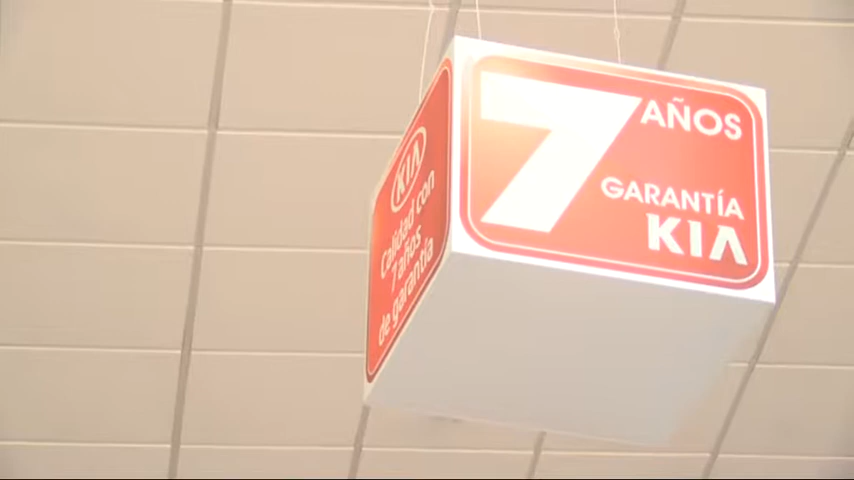 KIA
Calidad con
7 años
de garantía
7 AÑOS
GARANTÍA
KIA